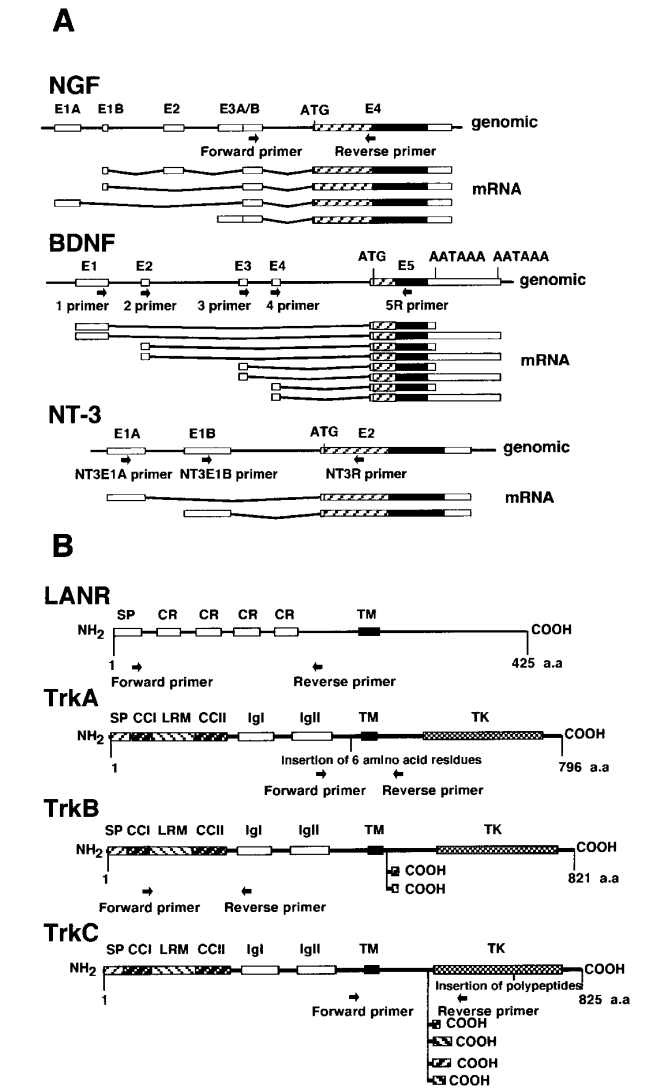 A
NGF
E1A E1B E2 E3A/B ATG E4
genomic
Forward primer Reverse primer
mRNA
BDNF
ATG AATAAA AATAAA
E1 E2 E3 E4 E5
genomic
1 primer 2 primer 3 primer 4 primer 5R primer
mRNA
NT-3
E1A E1B ATG E2
genomic
NT3E1A primer NT3E1B primer NT3R primer
mRNA
B
LANR
SP CR CR CR CR TM
NH2 COOH
1 425 a.a
Forward primer Reverse primer
TrkA
SP CCI LRM CCII IgI IgII TM TK
NH2 COOH
Insertion of 6 amino acid residues
1 796 a.a
Forward primer Reverse primer
TrkB
SP CCI LRM CCII IgI IgII TM TK
NH2 COOH
COOH
1 821 a.a
COOH
Forward primer Reverse primer
TrkC
SP CCI LRM CCII IgI IgII TM TK
NH2 COOH
Insertion of polypeptides
1 825 a.a
Forward primer Reverse primer
COOH
COOH
COOH
COOH